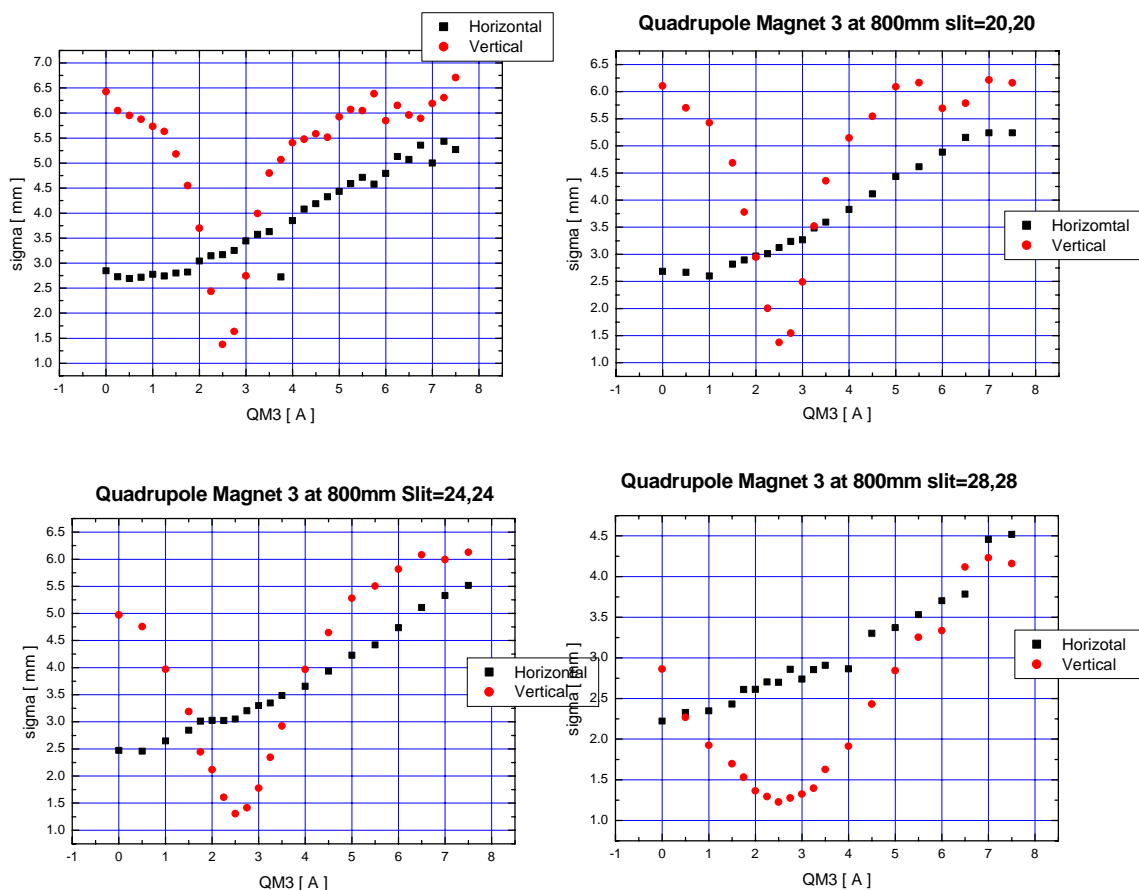 Horizontal
Vertical
7.0
6.5
6.0
5.5
5.0
4.5
4.0
3.5
3.0
2.5
2.0
1.5
1.0
sigma [ mm ]
-1 0 1 2 3 4 5 6 7 8
QM3 [ A ]
Quadrupole Magnet 3 at 800mm slit=20,20
6.5
6.0
5.5
5.0
4.5
4.0
3.5
3.0
2.5
2.0
1.5
1.0
sigma [ mm ]
Horizomtal
Vertical
-1 0 1 2 3 4 5 6 7 8
QM3 [ A ]
Quadrupole Magnet 3 at 800mm Slit=24,24
6.5
6.0
5.5
5.0
4.5
4.0
3.5
3.0
2.5
2.0
1.5
1.0
sigma [ mm ]
Horizontal
Vertical
-1 0 1 2 3 4 5 6 7 8
QM3 [ A ]
Quadrupole Magnet 3 at 800mm slit=28,28
4.5
4.0
3.5
3.0
2.5
2.0
1.5
1.0
sigma [ mm ]
Horizotal
Vertical
-1 0 1 2 3 4 5 6 7 8
QM3 [ A ]